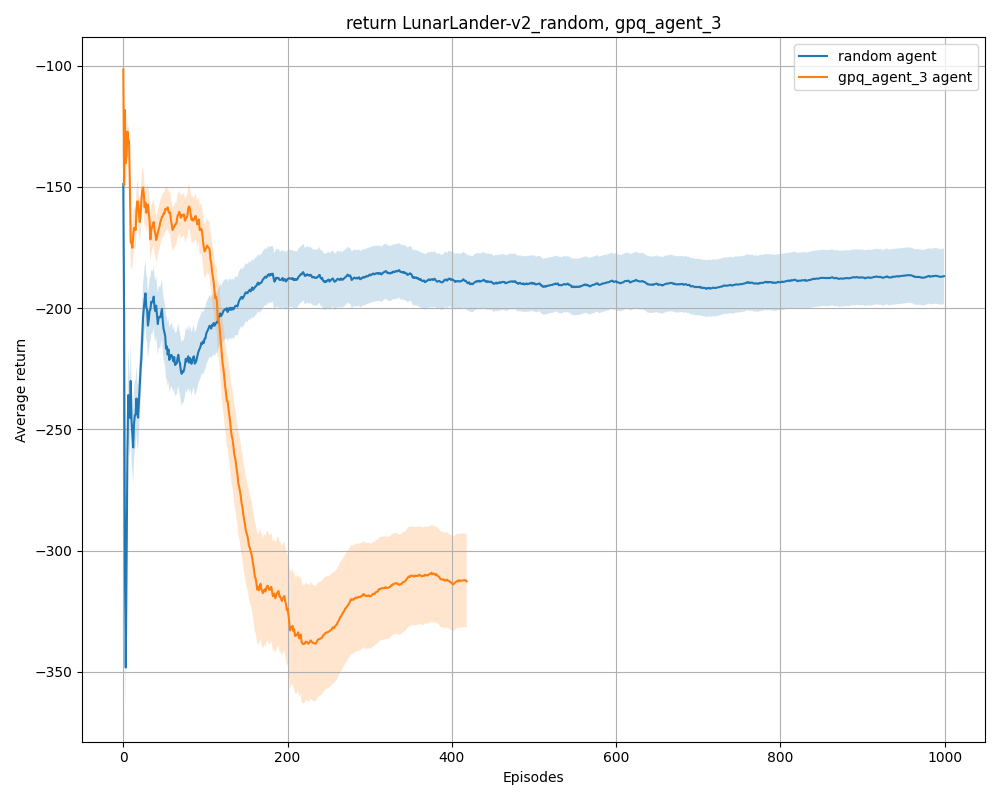 return LunarLander-v2_random, gpq_agent_3
random agent
gpq_agent_3 agent
Average return
−100
−150
−200
−250
−300
−350
0
200
400
600
800
1000
Episodes